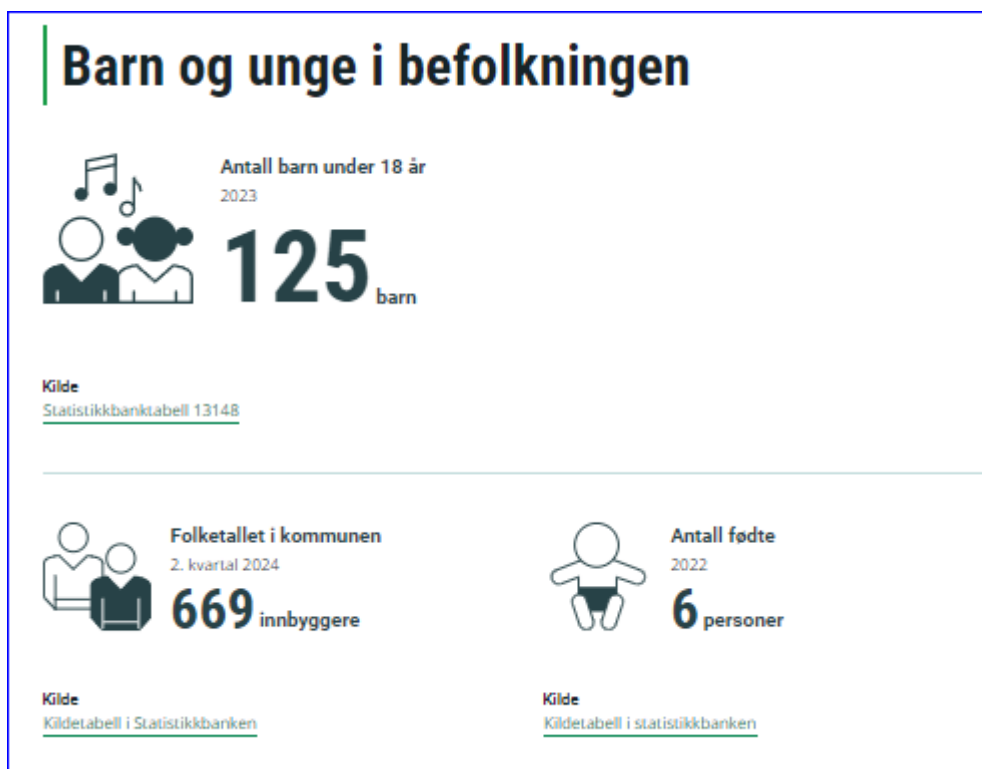 Barn og unge i befolkningen
Antall barn under 18 år
2023
125 barn
Kilde
Statistikkbanktabell 13148
Folketallet i kommunen
2. kvartal 2024
669 innbyggere
Kilde
Kildetabell i Statistikkbanken
Antall fødte
2022
6 personer
Kilde
Kildetabell i statistikkbanken